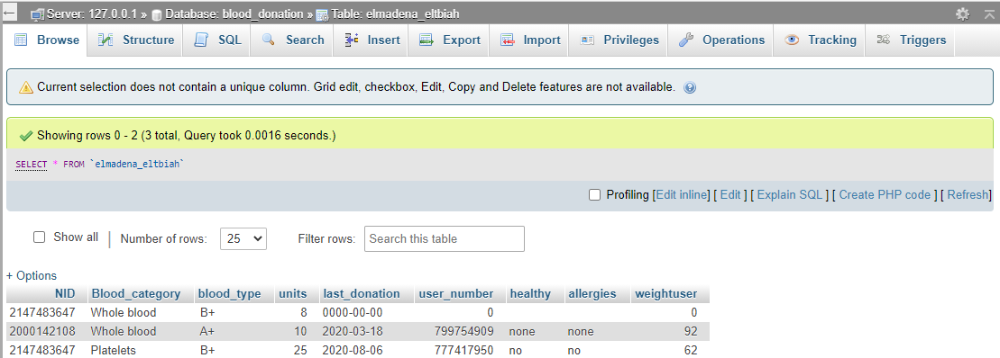 Server: 127.0.0.1 » Database: blood_donation » Table: elmadena_eltbiah
Browse Structure SQL Search Insert Export Import Privileges Operations Tracking Triggers
Current selection does not contain a unique column. Grid edit, checkbox, Edit, Copy and Delete features are not available.
Showing rows 0 - 2 (3 total, Query took 0.0016 seconds.)
SELECT * FROM `elmadena_eltbiah`
Profiling [Edit inline] [ Edit ] [ Explain SQL ] [ Create PHP code ] [ Refresh]
Show all | Number of rows: 25 Filter rows: Search this table
+ Options
NID Blood_category blood_type units last_donation user_number healthy allergies weightuser
2147483647 Whole blood B+ 8 0000-00-00 0 0
2000142108 Whole blood A+ 10 2020-03-18 799754909 none none 92
2147483647 Platelets B+ 25 2020-08-06 777417950 no no 62